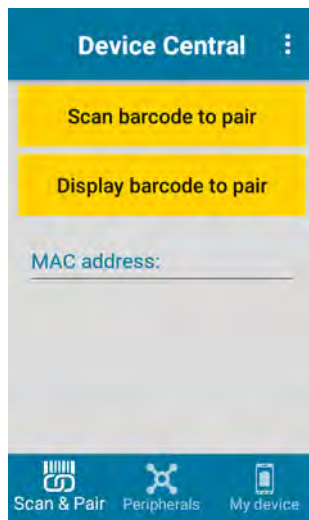 Device Central
Scan barcode to pair
Display barcode to pair
MAC address:
Scan & Pair Peripherals My device